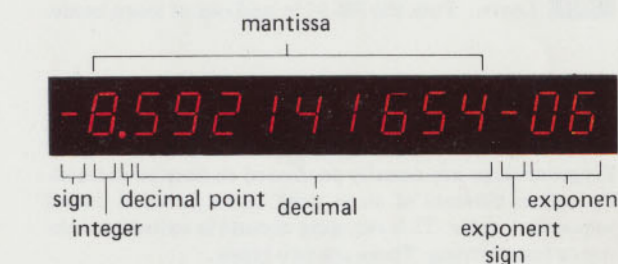 mantissa
-8.592141654-06
sign integer decimal point decimal exponent sign exponen